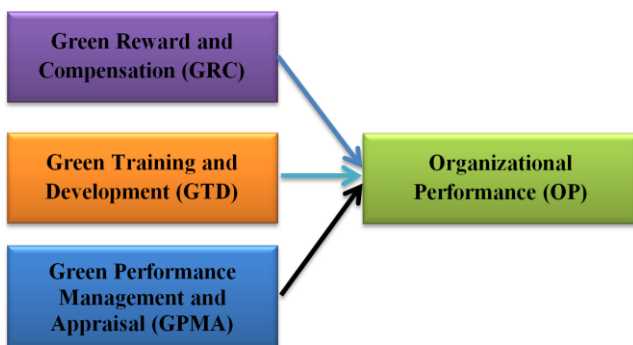 Green Reward and
Compensation (GRC)
Green Training and
Development (GTD)
Organizational
Performance (OP)
Green Performance
Management and
Appraisal (GPMA)